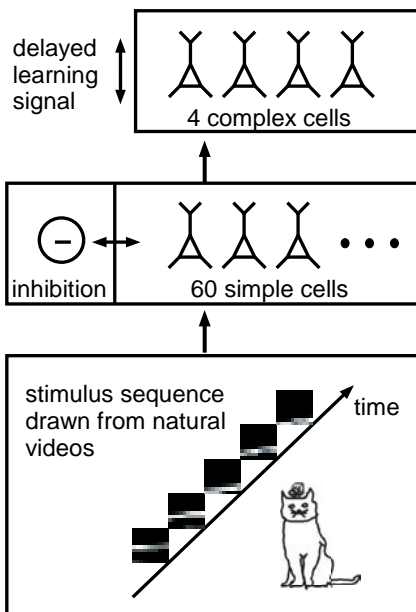 delayed
learning
signal
4 complex cells
inhibition
60 simple cells
stimulus sequence
drawn from natural
videos
time